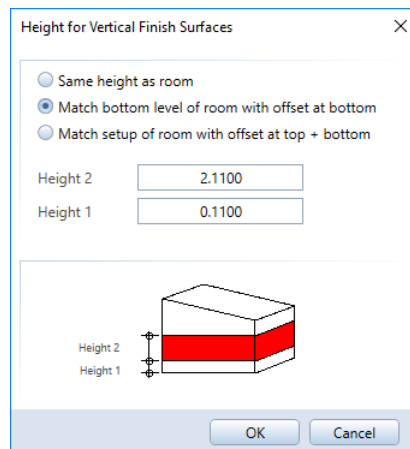 Height for Vertical Finish Surfaces
Same height as room
Match bottom level of room with offset at bottom
Match setup of room with offset at top + bottom
Height 2 2.1100
Height 1 0.1100
Height 2
Height 1
OK Cancel